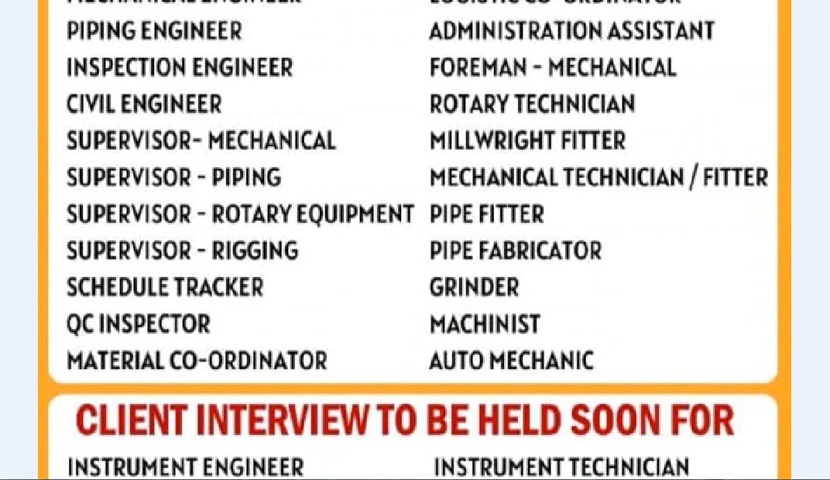 PIPING ENGINEER
INSPECTION ENGINEER
CIVIL ENGINEER
SUPERVISOR- MECHANICAL
SUPERVISOR - PIPING
SUPERVISOR - ROTARY EQUIPMENT
SUPERVISOR - RIGGING
SCHEDULE TRACKER
QC INSPECTOR
MATERIAL CO-ORDINATOR
ADMINISTRATION ASSISTANT
FOREMAN - MECHANICAL
ROTARY TECHNICIAN
MILLWRIGHT FITTER
MECHANICAL TECHNICIAN / FITTER
PIPE FITTER
PIPE FABRICATOR
GRINDER
MACHINIST
AUTO MECHANIC
CLIENT INTERVIEW TO BE HELD SOON FOR
INSTRUMENT ENGINEER
INSTRUMENT TECHNICIAN